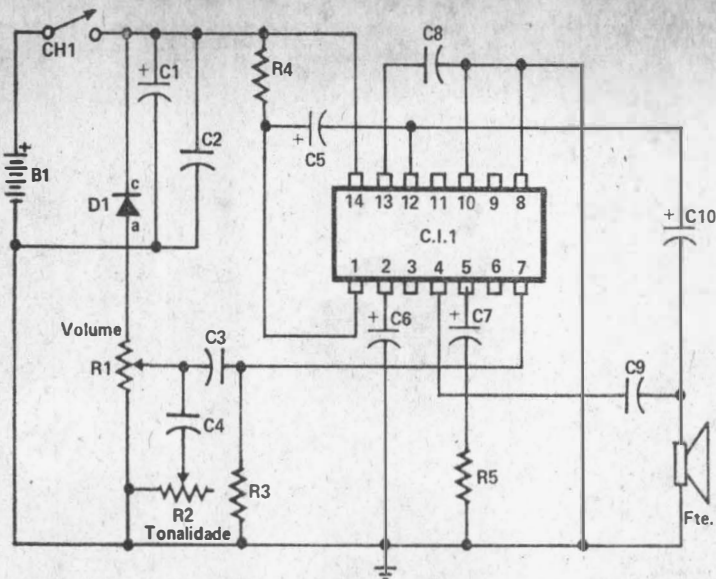 CH1
C1
C2
R4
C8
C5
B1
D1
c
a
14 13 12 11 10 9 8
C.I.1
1 2 3 4 5 6 7
C10
Volume
R1
C3
C6
C7
C9
C4
R2
Tonalidade
R3
R5
Fte.
+
+
+
+
+
+